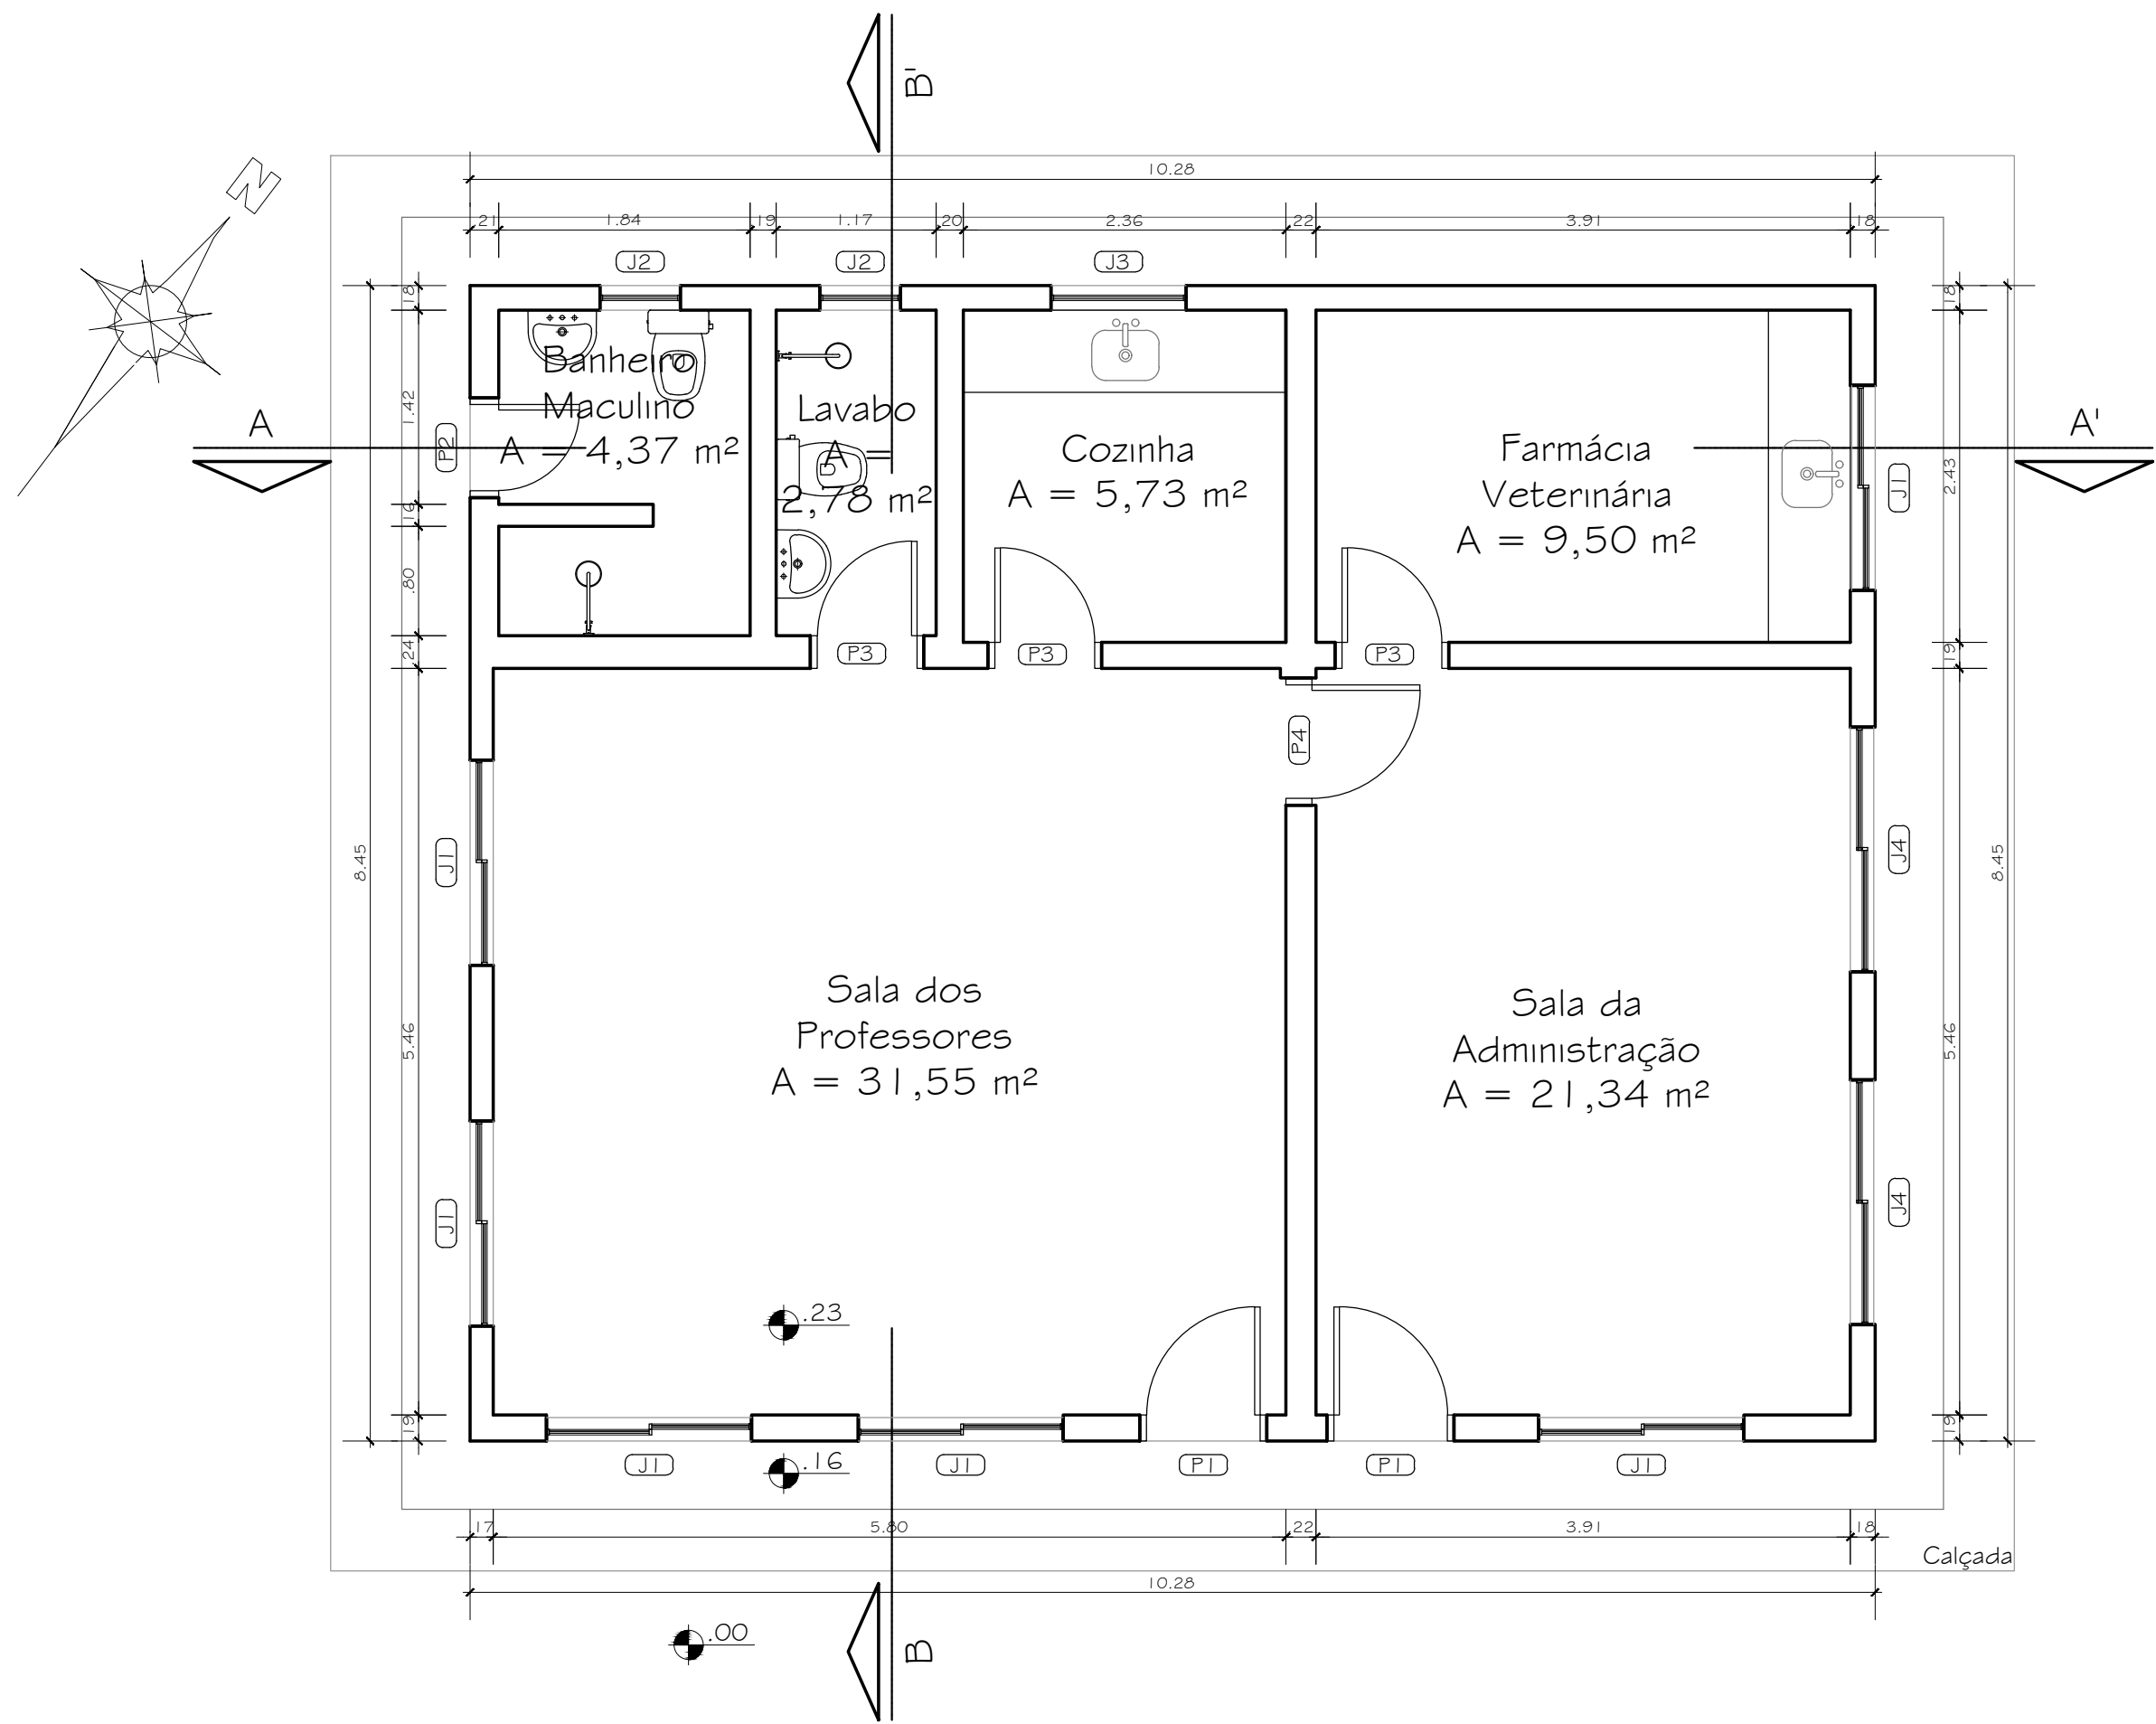 B'
N
10.28
21
1.84
19
1.17
20
2.36
22
3.91
18
J2
J2
J3
18
18
A
A'
1.42
P2
Banheiro
Maculino
A = 4,37 m²
Lavabo
A =
2,78 m²
Cozinha
A = 5,73 m²
Farmácia
Veterinária
A = 9,50 m²
J1
2.43
16
.80
24
P3
P3
P3
19
P4
8.45
J1
J4
8.45
5.46
Sala dos
Professores
A = 31,55 m²
Sala da
Administração
A = 21,34 m²
5.46
J1
J4
.23
19
19
.16
J1
J1
P1
P1
J1
17
5.80
22
3.91
18
Calçada
10.28
.00
B